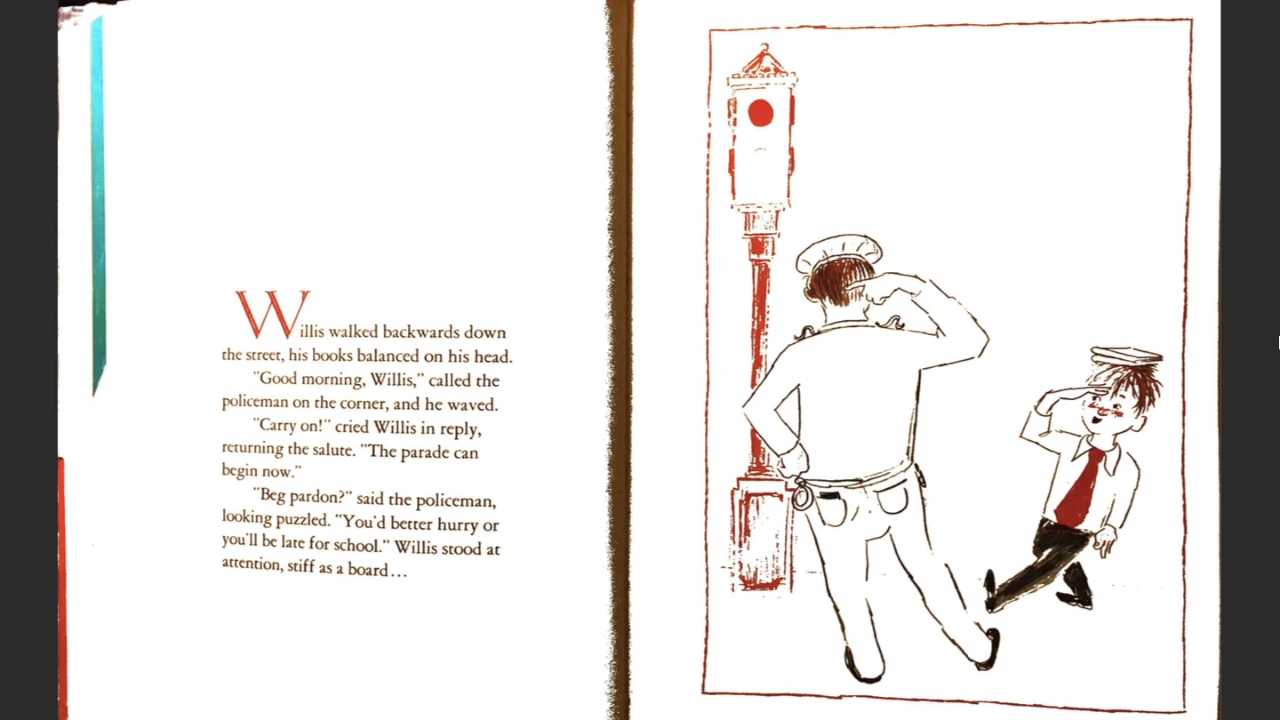 Willis walked backwards down
the street, his books balanced on his head.
"Good morning, Willis," called the
policeman on the corner, and he waved.
"Carry on!" cried Willis in reply,
returning the salute. "The parade can
begin now."
"Beg pardon?" said the policeman,
looking puzzled. "You'd better hurry or
you'll be late for school." Willis stood at
attention, stiff as a board...